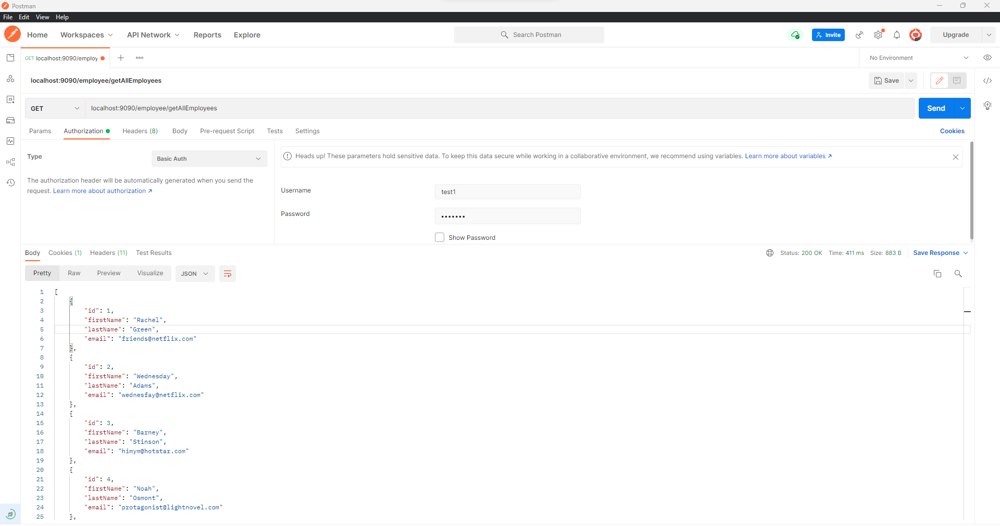 Postman
File Edit View Help
Home Workspaces API Network Reports Explore Search Postman Invite Upgrade
GET localhost:9090/employ No Environment
localhost:9090/employee/getAllEmployees Save
GET localhost:9090/employee/getAllEmployees Send
Params Authorization Headers (8) Body Pre-request Script Tests Settings Cookies
Type Basic Auth
The authorization header will be automatically generated when you send the
request. Learn more about authorization ↗
Heads up! These parameters hold sensitive data. To keep this data secure while working in a collaborative environment, we recommend using variables. Learn more about variables ↗
Username test1
Password •••••••
Show Password
Body Cookies (1) Headers (11) Test Results Status: 200 OK Time: 411 ms Size: 883 B Save Response
Pretty Raw Preview Visualize JSON
1 [
2 {
3 "id": 1,
4 "firstName": "Rachel",
5 "lastName": "Green",
6 "email": "friends@netflix.com"
7 },
8 {
9 "id": 2,
10 "firstName": "Wednesday",
11 "lastName": "Adams",
12 "email": "wednesfay@netflix.com"
13 },
14 {
15 "id": 3,
16 "firstName": "Barney",
17 "lastName": "Stinson",
18 "email": "himym@hotstar.com"
19 },
20 {
21 "id": 4,
22 "firstName": "Noah",
23 "lastName": "Osmont",
24 "email": "protagonist@lightnovel.com"
25 },